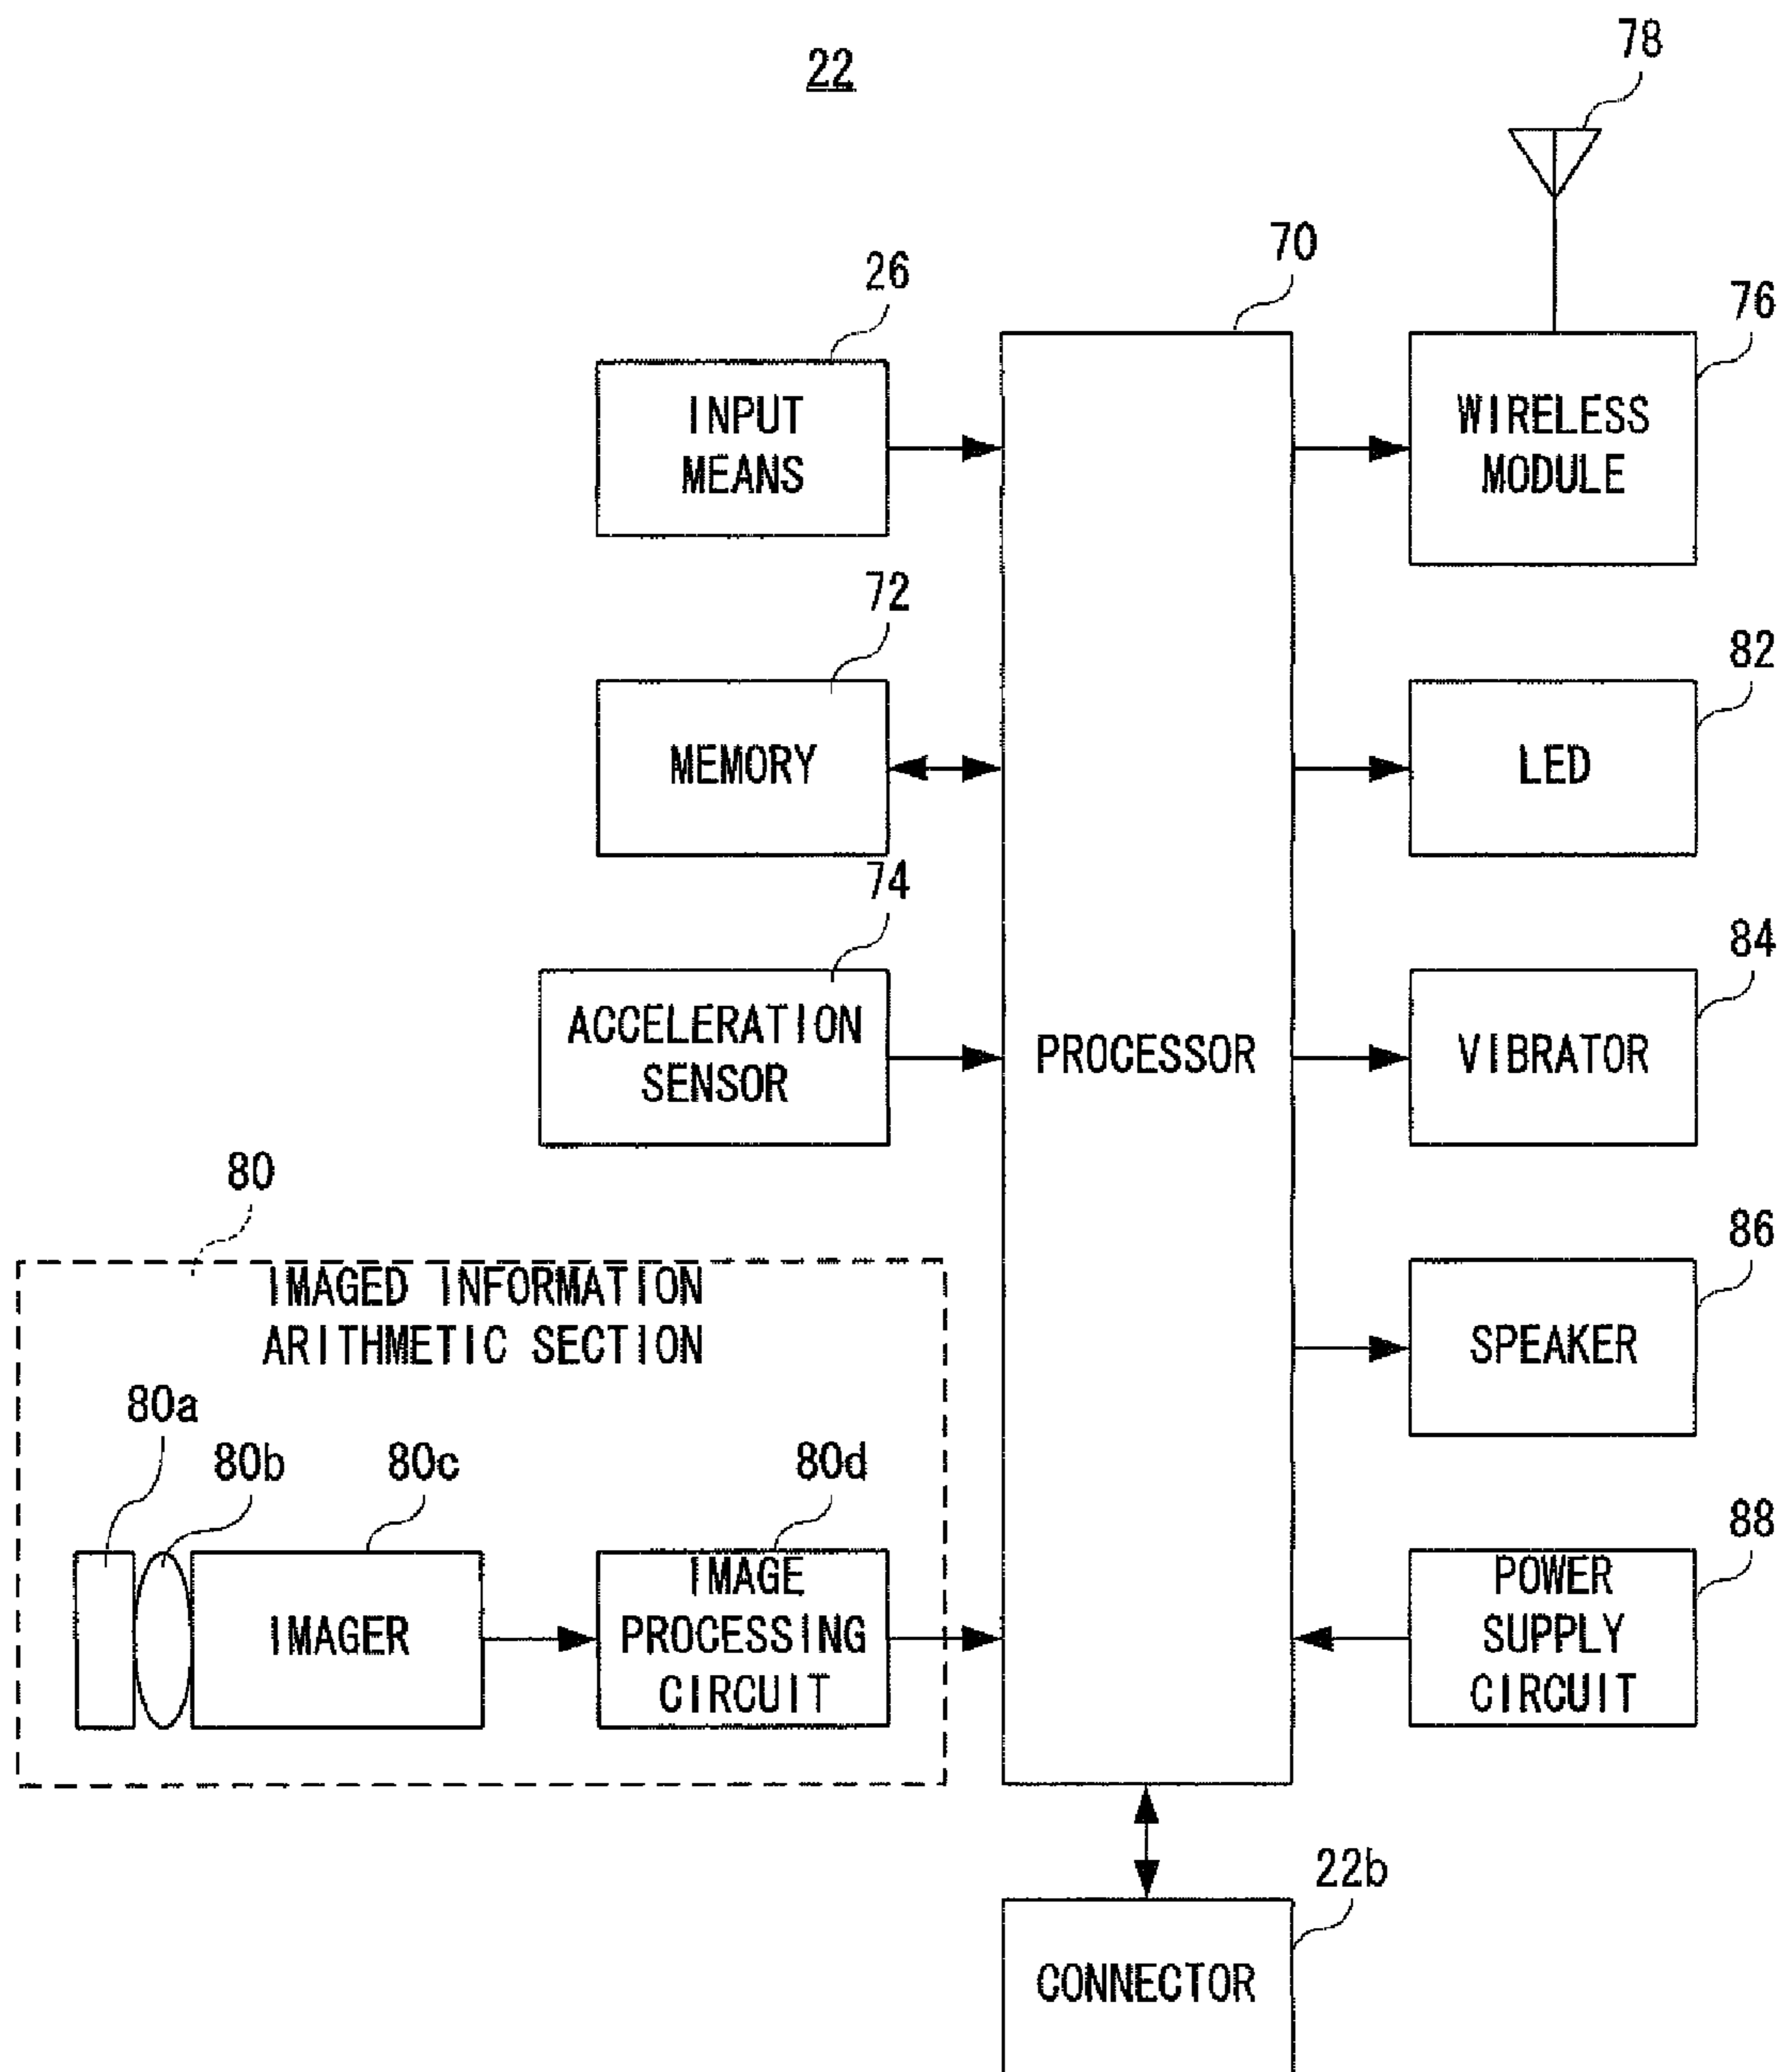 22
78
70
26
76
INPUT
MEANS
WIRELESS
MODULE
72
82
MEMORY
LED
74
84
ACCELERATION
SENSOR
PROCESSOR
VIBRATOR
80
86
IMAGED INFORMATION
ARITHMETIC SECTION
SPEAKER
80a
80b
80c
80d
88
IMAGER
IMAGE
PROCESSING
CIRCUIT
POWER
SUPPLY
CIRCUIT
22b
CONNECTOR